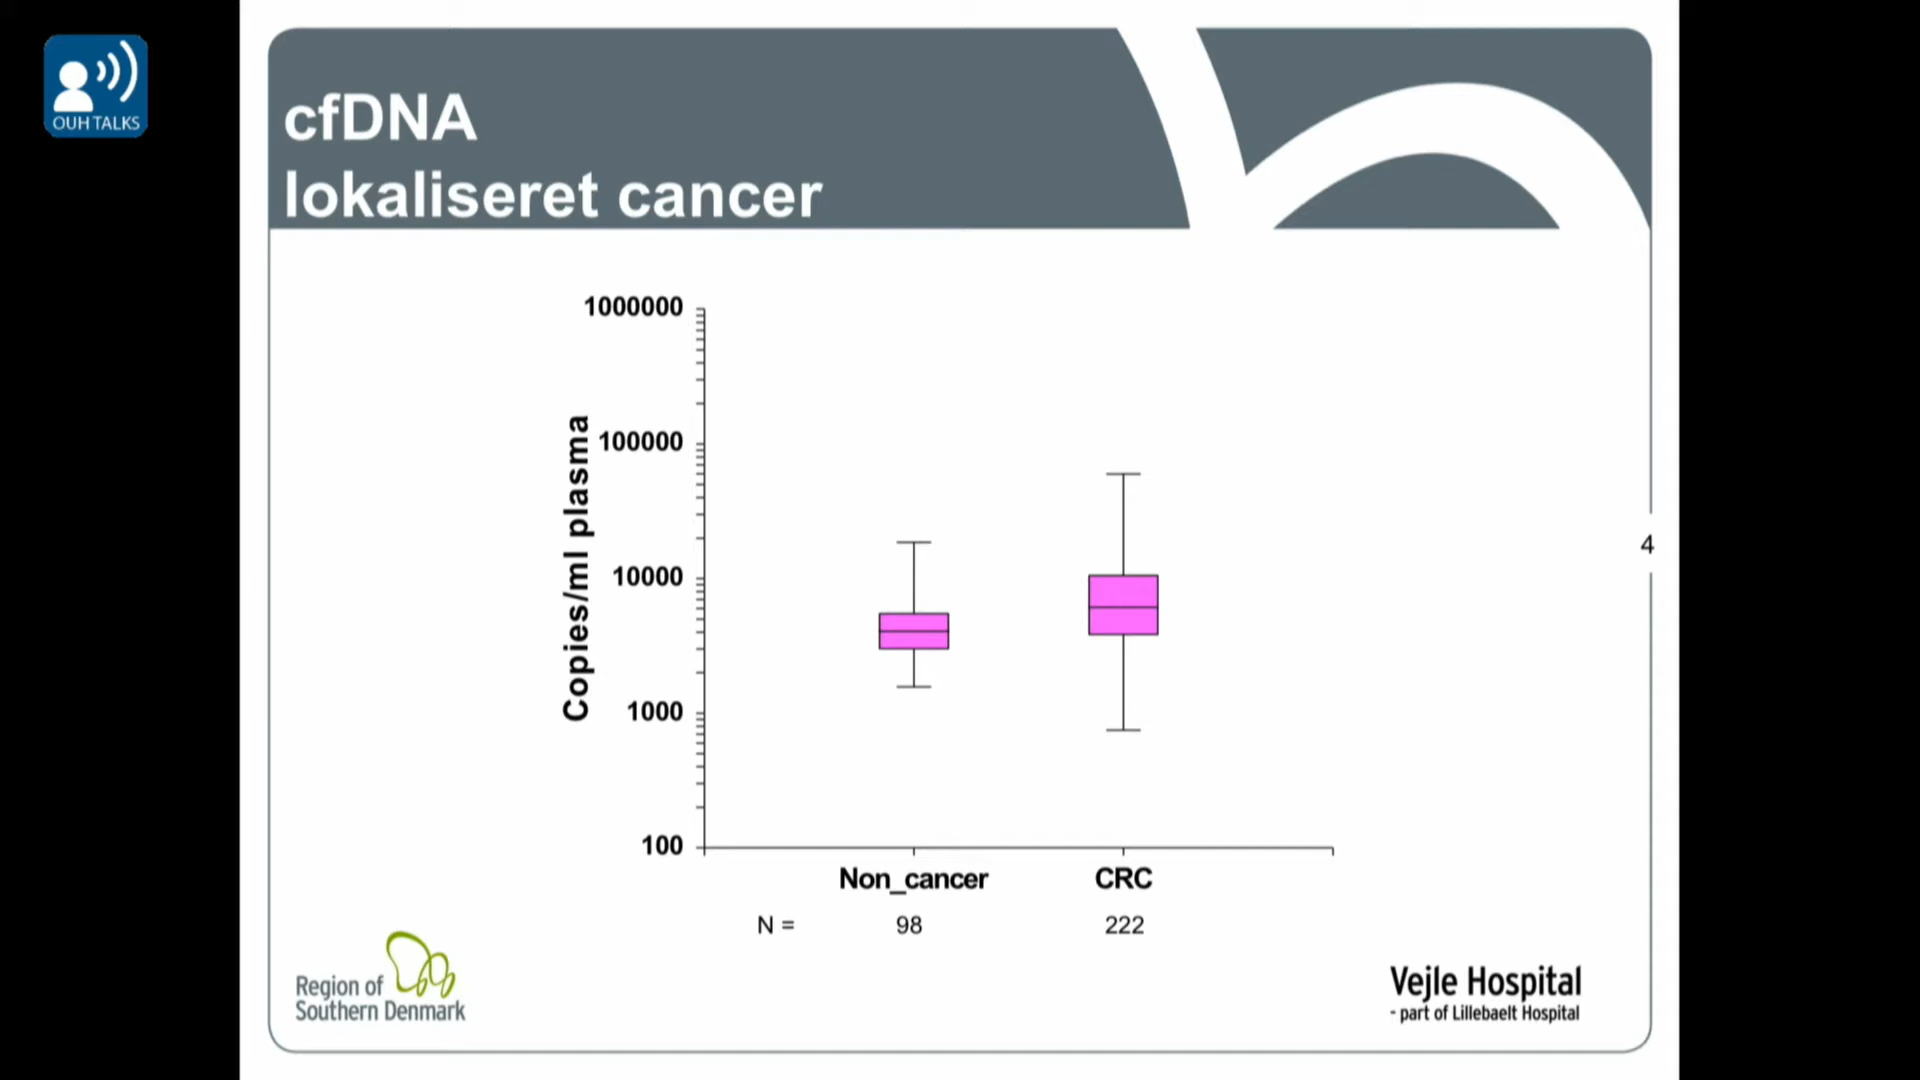 OUH TALKS
cfDNA
lokaliseret cancer
1000000
100000
10000
1000
100
Copies/ml plasma
Non_cancer CRC
N = 98 222
4
Region of
Southern Denmark
Vejle Hospital
- part of Lillebaelt Hospital